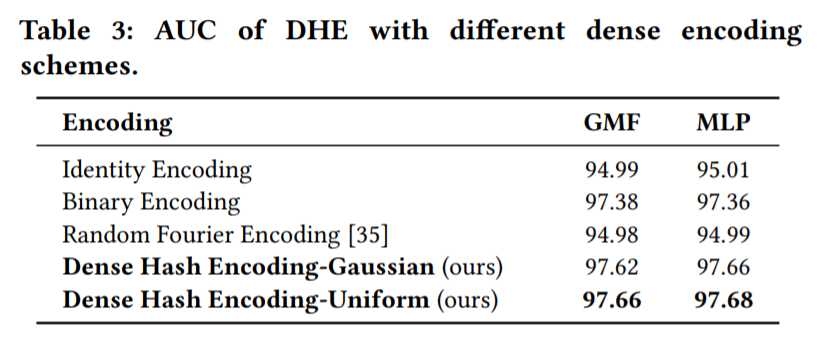 Table 3: AUC of DHE with different dense encoding
schemes.
Encoding GMF MLP
Identity Encoding 94.99 95.01
Binary Encoding 97.38 97.36
Random Fourier Encoding [35] 94.98 94.99
Dense Hash Encoding-Gaussian (ours) 97.62 97.66
Dense Hash Encoding-Uniform (ours) 97.66 97.68